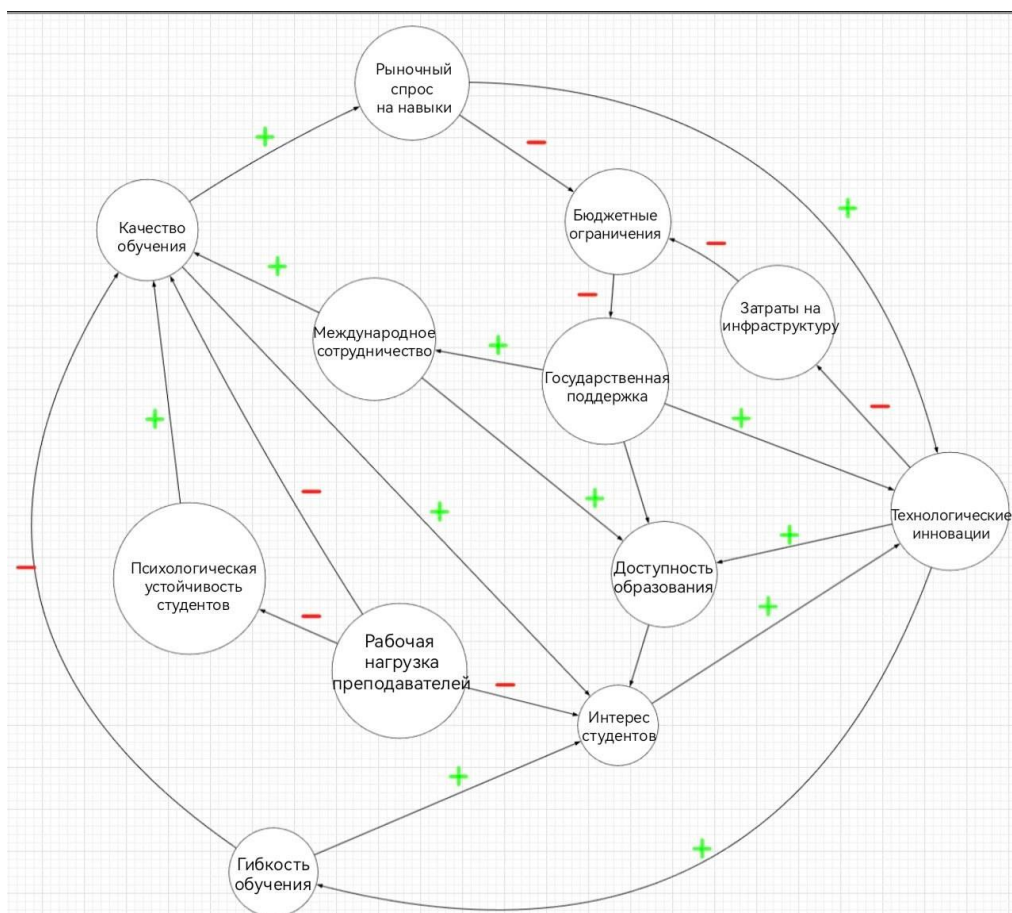 Рыночный
спрос
на навыки
Качество
обучения
Бюджетные
ограничения
Затраты на
инфраструктуру
Международное
сотрудничество
Государственная
поддержка
Технологические
инновации
Доступность
образования
Психологическая
устойчивость
студентов
Рабочая
нагрузка
преподавателей
Интерес
студентов
Гибкость
обучения